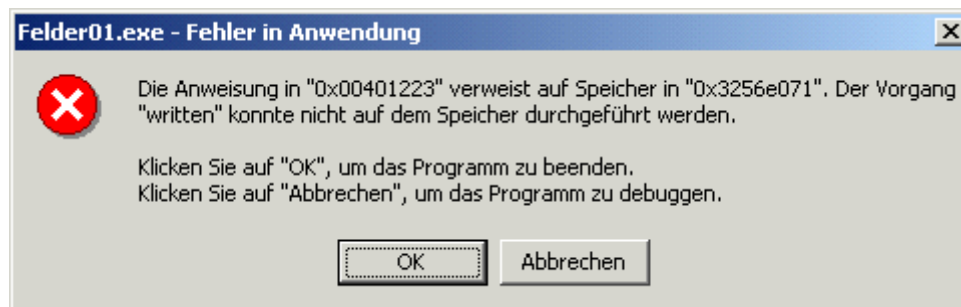 Felder01.exe - Fehler in Anwendung
Die Anweisung in "0x00401223" verweist auf Speicher in "0x3256e071". Der Vorgang
"written" konnte nicht auf dem Speicher durchgeführt werden.
Klicken Sie auf "OK", um das Programm zu beenden.
Klicken Sie auf "Abbrechen", um das Programm zu debuggen.
OK
Abbrechen